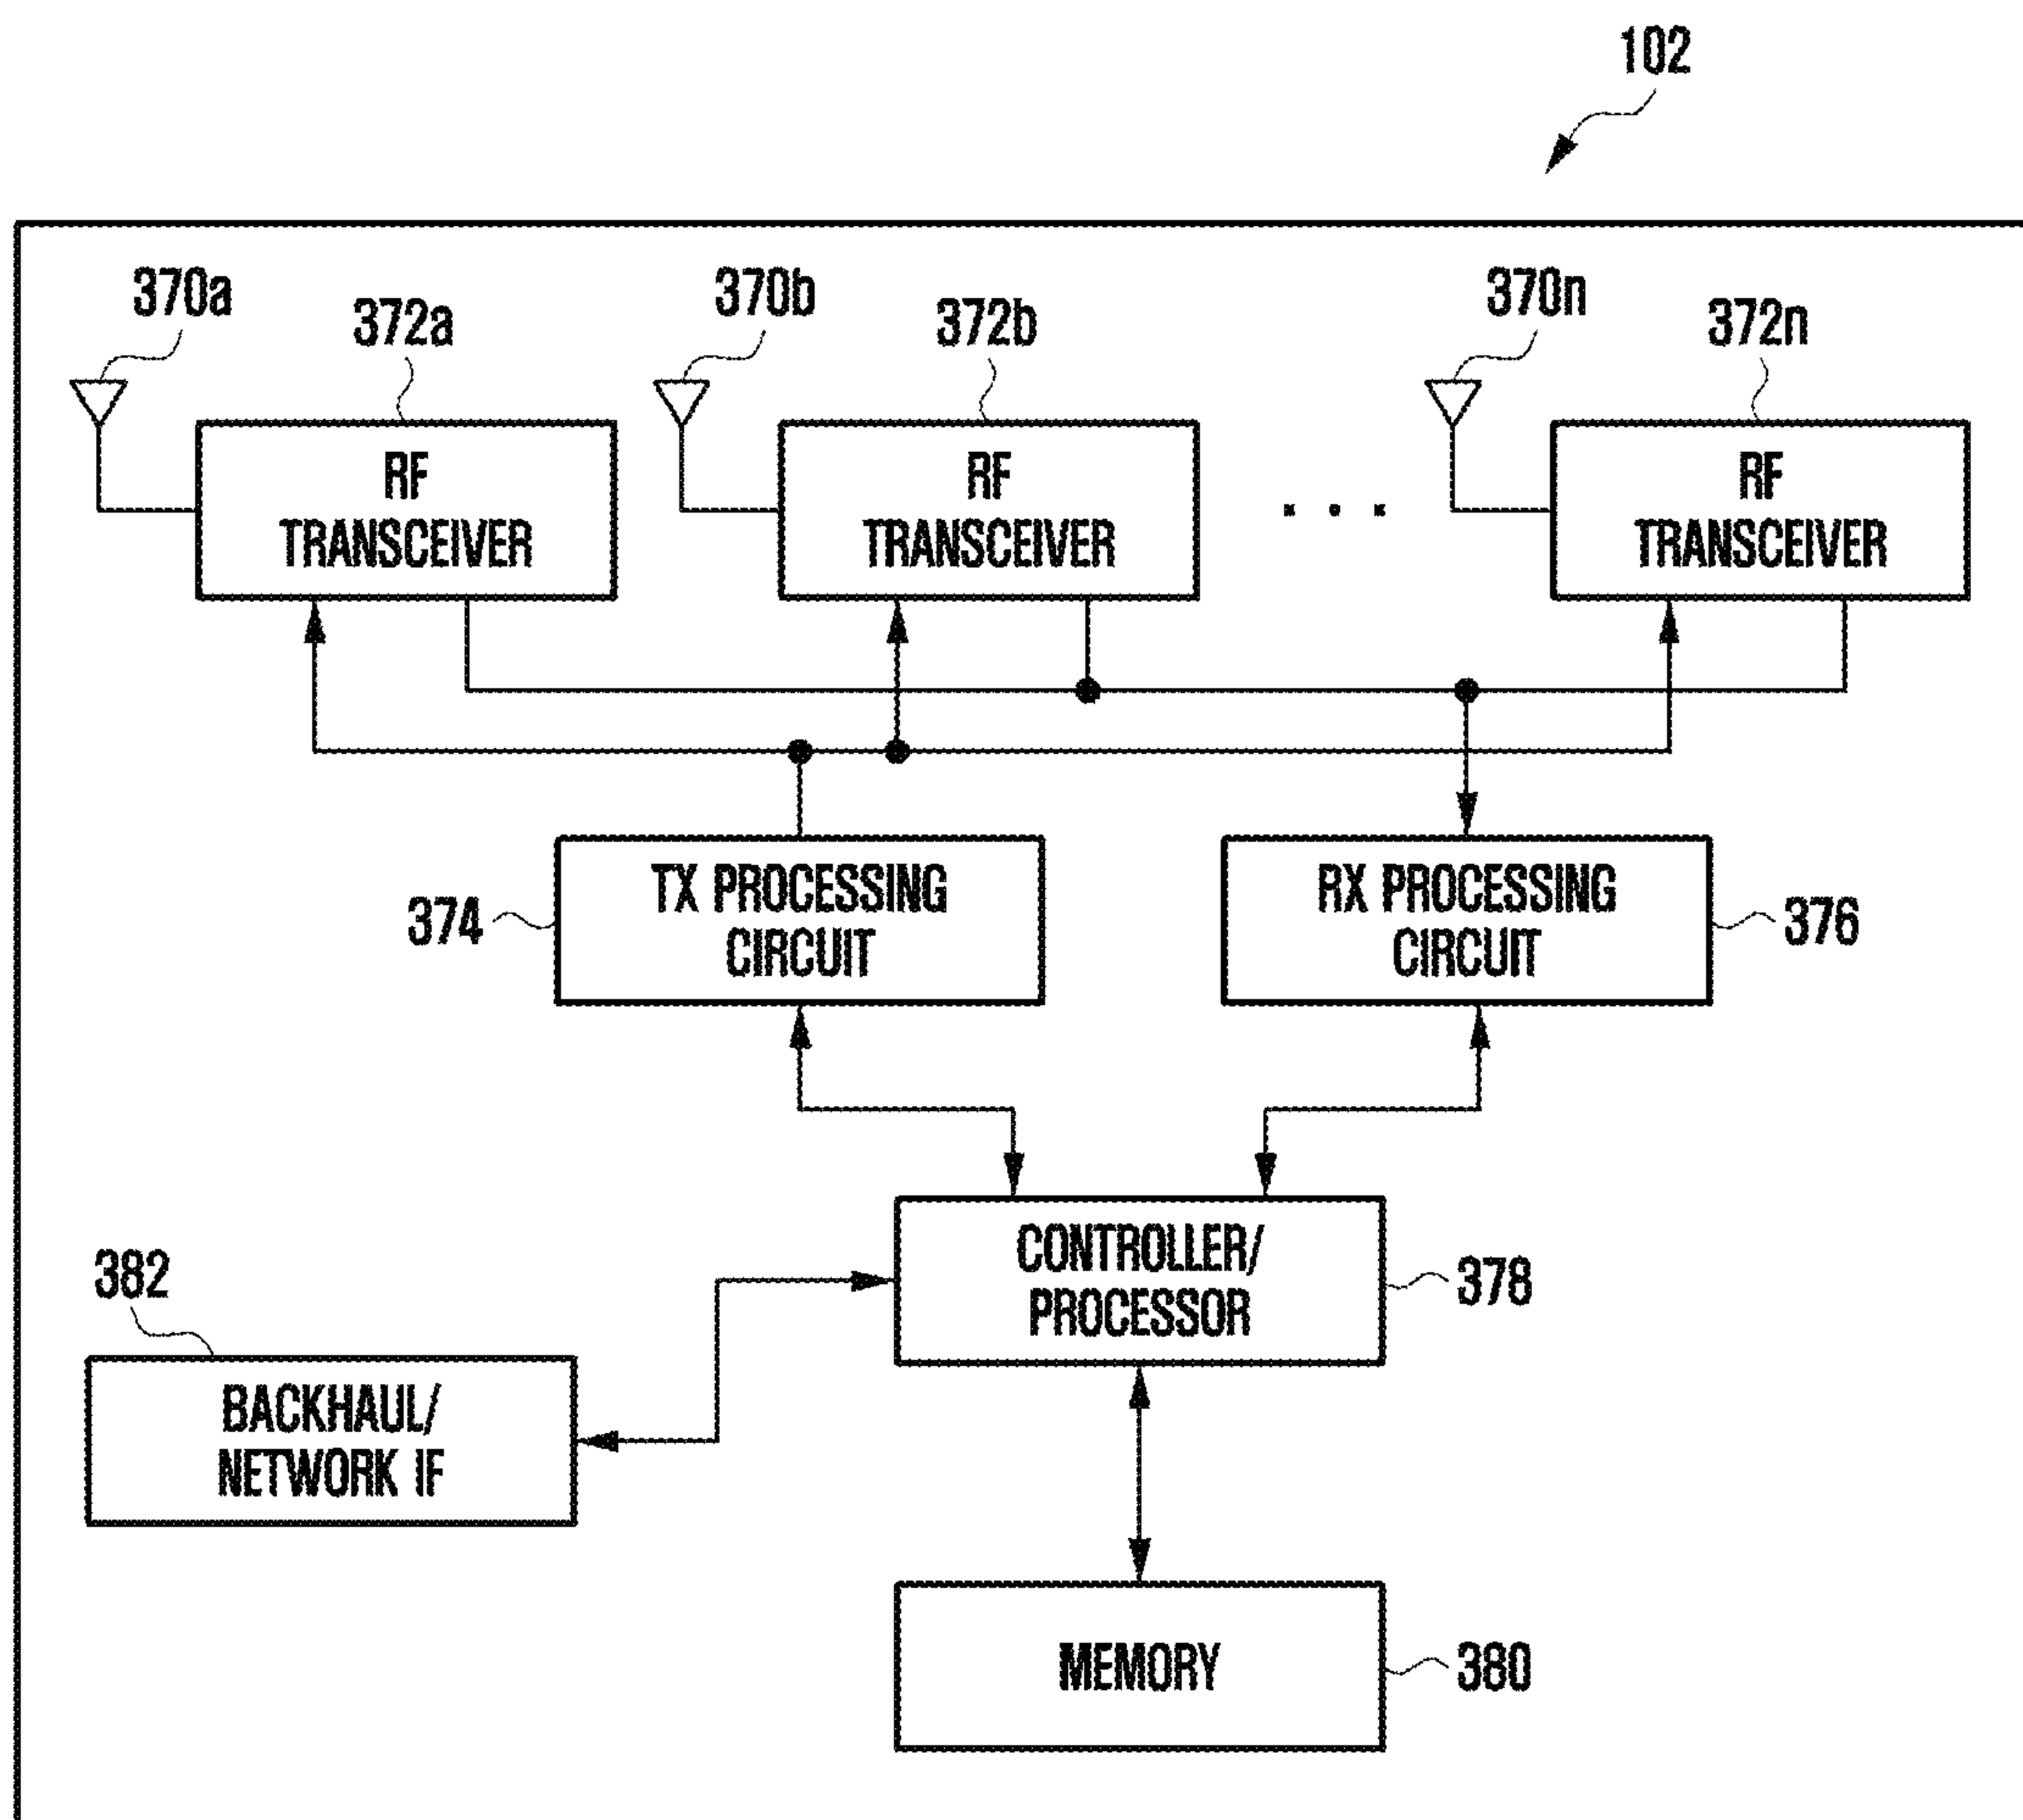 102
370a
372a
370b
372b
370n
372n
RF
TRANSCEIVER
RF
TRANSCEIVER
. . .
RF
TRANSCEIVER
374
TX PROCESSING
CIRCUIT
RX PROCESSING
CIRCUIT
376
CONTROLLER/
PROCESSOR
378
382
BACKHAUL/
NETWORK IF
MEMORY
380